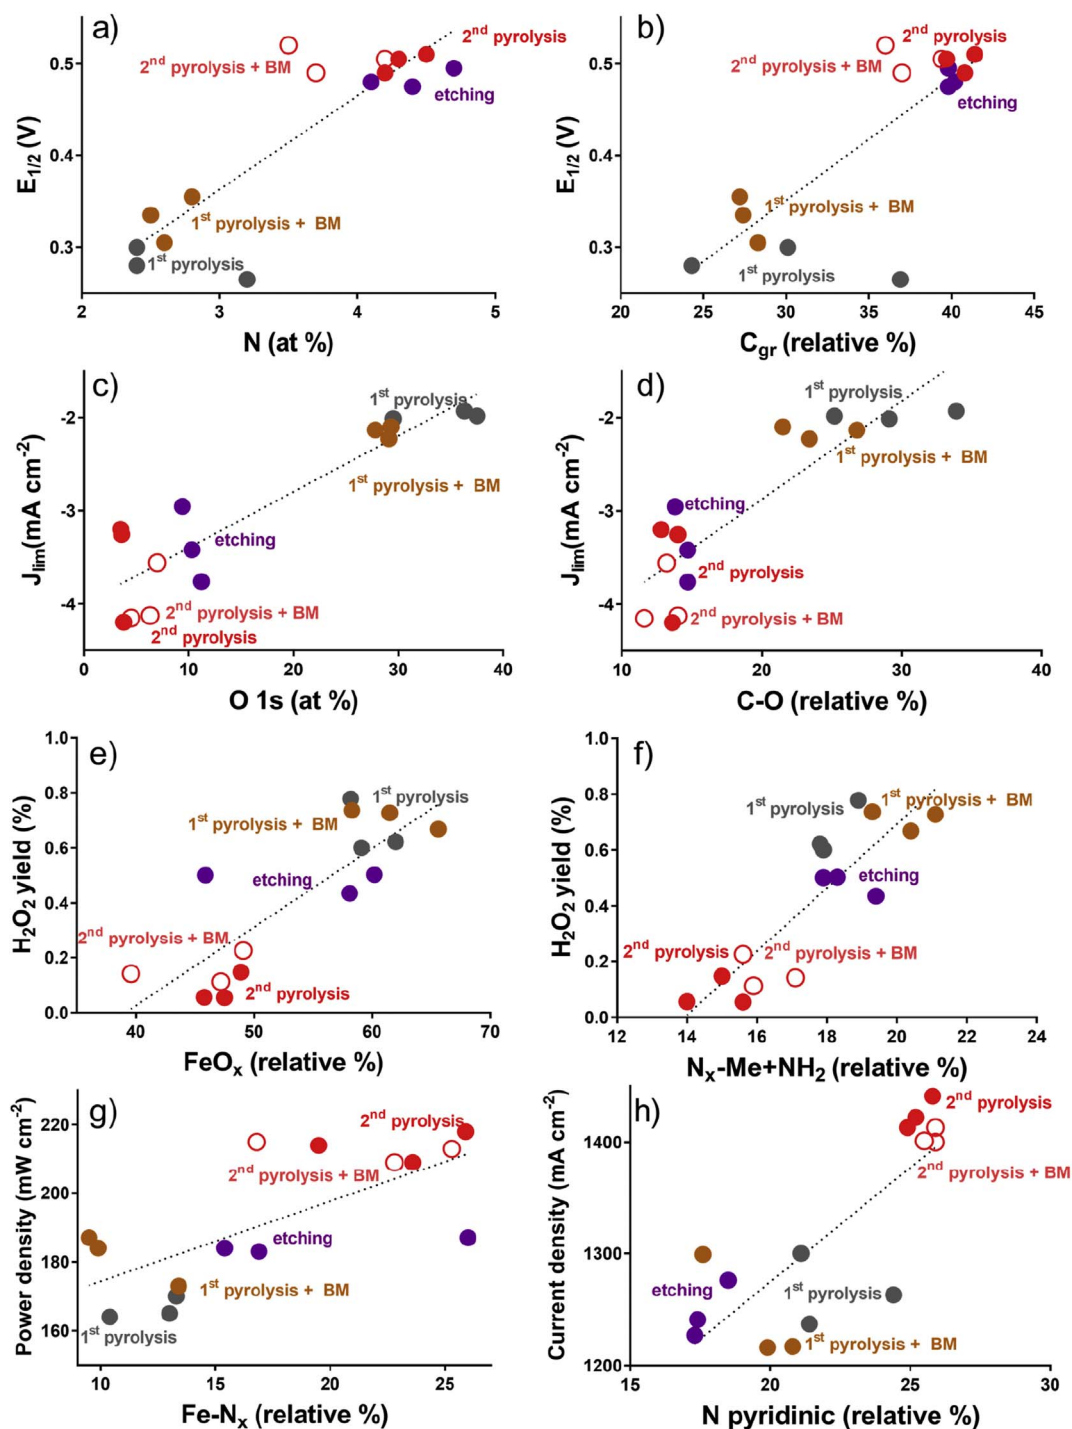 a)
2nd pyrolysis
2nd pyrolysis + BM
etching
1st pyrolysis + BM
1st pyrolysis
0.5
0.4
0.3
E1/2 (V)
2 3 4 5
N (at %)
b)
2nd pyrolysis
2nd pyrolysis + BM
etching
1st pyrolysis + BM
1st pyrolysis
0.5
0.4
0.3
E1/2 (V)
20 25 30 35 40 45
Cgr (relative %)
c)
1st pyrolysis
1st pyrolysis + BM
etching
2nd pyrolysis + BM
2nd pyrolysis
-2
-3
-4
Jlim(mA cm-2)
0 10 20 30 40
O 1s (at %)
d)
1st pyrolysis
1st pyrolysis + BM
etching
2nd pyrolysis
2nd pyrolysis + BM
-2
-3
-4
Jlim(mA cm-2)
10 20 30 40
C-O (relative %)
e)
1st pyrolysis
1st pyrolysis + BM
etching
2nd pyrolysis + BM
2nd pyrolysis
1.0
0.8
0.6
0.4
0.2
0.0
H2O2 yield (%)
40 50 60 70
FeOx (relative %)
f)
1st pyrolysis + BM
1st pyrolysis
etching
2nd pyrolysis
2nd pyrolysis + BM
1.0
0.8
0.6
0.4
0.2
0.0
H2O2 yield (%)
12 14 16 18 20 22 24
Nx-Me+NH2 (relative %)
g)
2nd pyrolysis
2nd pyrolysis + BM
etching
1st pyrolysis + BM
1st pyrolysis
220
200
180
160
Power density (mW cm-2)
10 15 20 25
Fe-Nx (relative %)
h)
2nd pyrolysis
2nd pyrolysis + BM
etching
1st pyrolysis
1st pyrolysis + BM
1400
1300
1200
Current density (mA cm-2)
15 20 25 30
N pyridinic (relative %)